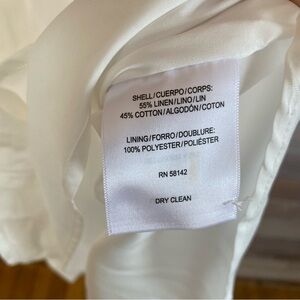 SHELL/CUERPO/CORPS:
55% LINEN/LINO/LIN
45% COTTON/ALGODÓN/COTON
LINING/FORRO/DOUBLURE:
100% POLYESTER/POLIÉSTER
RN 58142
DRY CLEAN